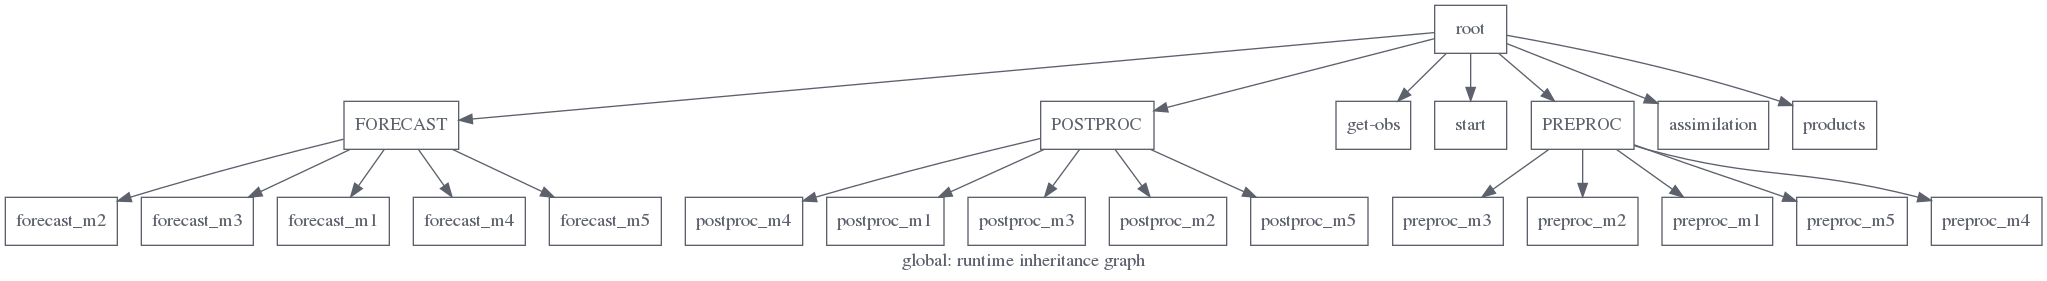 root
FORECAST
POSTPROC
get-obs
start
PREPROC
assimilation
products
forecast_m2
forecast_m3
forecast_m1
forecast_m4
forecast_m5
postproc_m4
postproc_m1
postproc_m3
postproc_m2
postproc_m5
preproc_m3
preproc_m2
preproc_m1
preproc_m5
preproc_m4
global: runtime inheritance graph